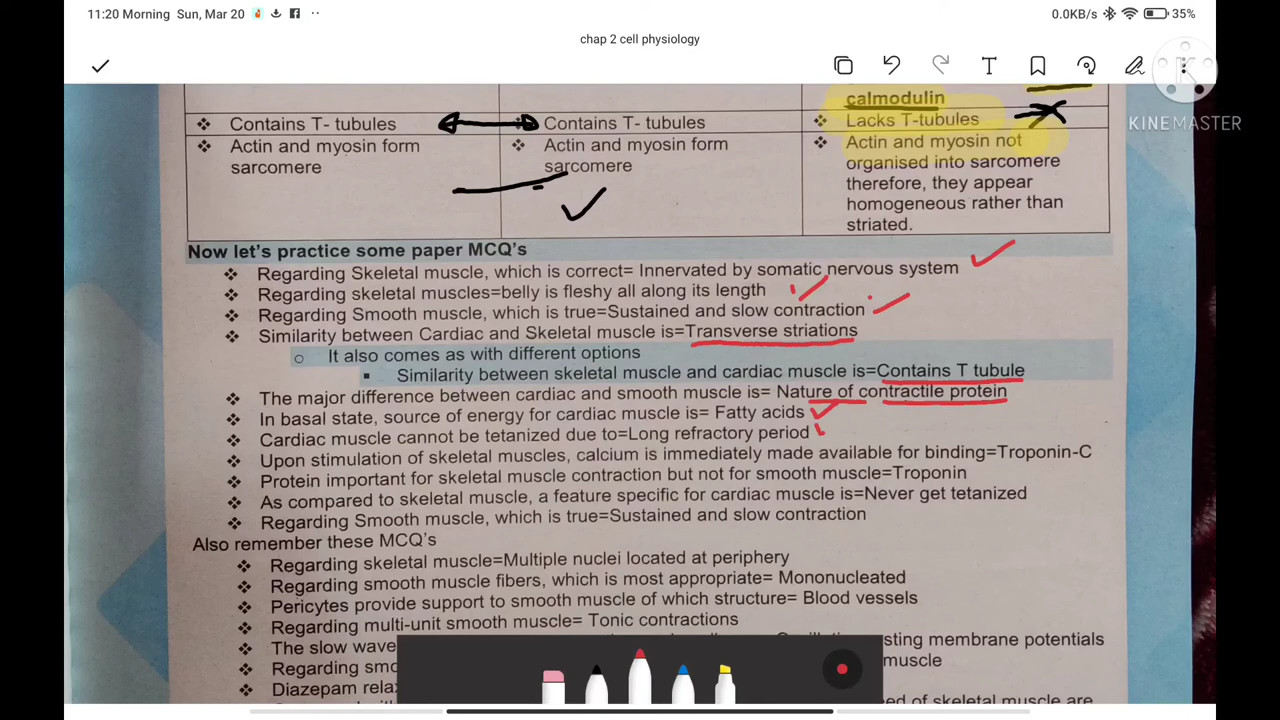 11:20 Morning Sun, Mar 20
0.0KB/s 35%
chap 2 cell physiology
KINEMASTER
calmodulin
❖ Contains T- tubules ❖ Contains T- tubules ❖ Lacks T-tubules
❖ Actin and myosin form sarcomere
❖ Actin and myosin form sarcomere
❖ Actin and myosin not
organised into sarcomere
therefore, they appear
homogeneous rather than
striated.
Now let's practice some paper MCQ's
❖ Regarding Skeletal muscle, which is correct= Innervated by somatic nervous system
❖ Regarding skeletal muscles=belly is fleshy all along its length
❖ Regarding Smooth muscle, which is true=Sustained and slow contraction
❖ Similarity between Cardiac and Skeletal muscle is=Transverse striations
o It also comes as with different options
▪ Similarity between skeletal muscle and cardiac muscle is=Contains T tubule
❖ The major difference between cardiac and smooth muscle is= Nature of contractile protein
❖ In basal state, source of energy for cardiac muscle is= Fatty acids
❖ Cardiac muscle cannot be tetanized due to=Long refractory period
❖ Upon stimulation of skeletal muscles, calcium is immediately made available for binding=Troponin-C
❖ Protein important for skeletal muscle contraction but not for smooth muscle=Troponin
❖ As compared to skeletal muscle, a feature specific for cardiac muscle is=Never get tetanized
❖ Regarding Smooth muscle, which is true=Sustained and slow contraction
Also remember these MCQ's
❖ Regarding skeletal muscle=Multiple nuclei located at periphery
❖ Regarding smooth muscle fibers, which is most appropriate= Mononucleated
❖ Pericytes provide support to smooth muscle of which structure= Blood vessels
❖ Regarding multi-unit smooth muscle= Tonic contractions
❖ The slow wave membrane potentials
❖ Regarding muscle
❖ Diazepam of skeletal muscle are